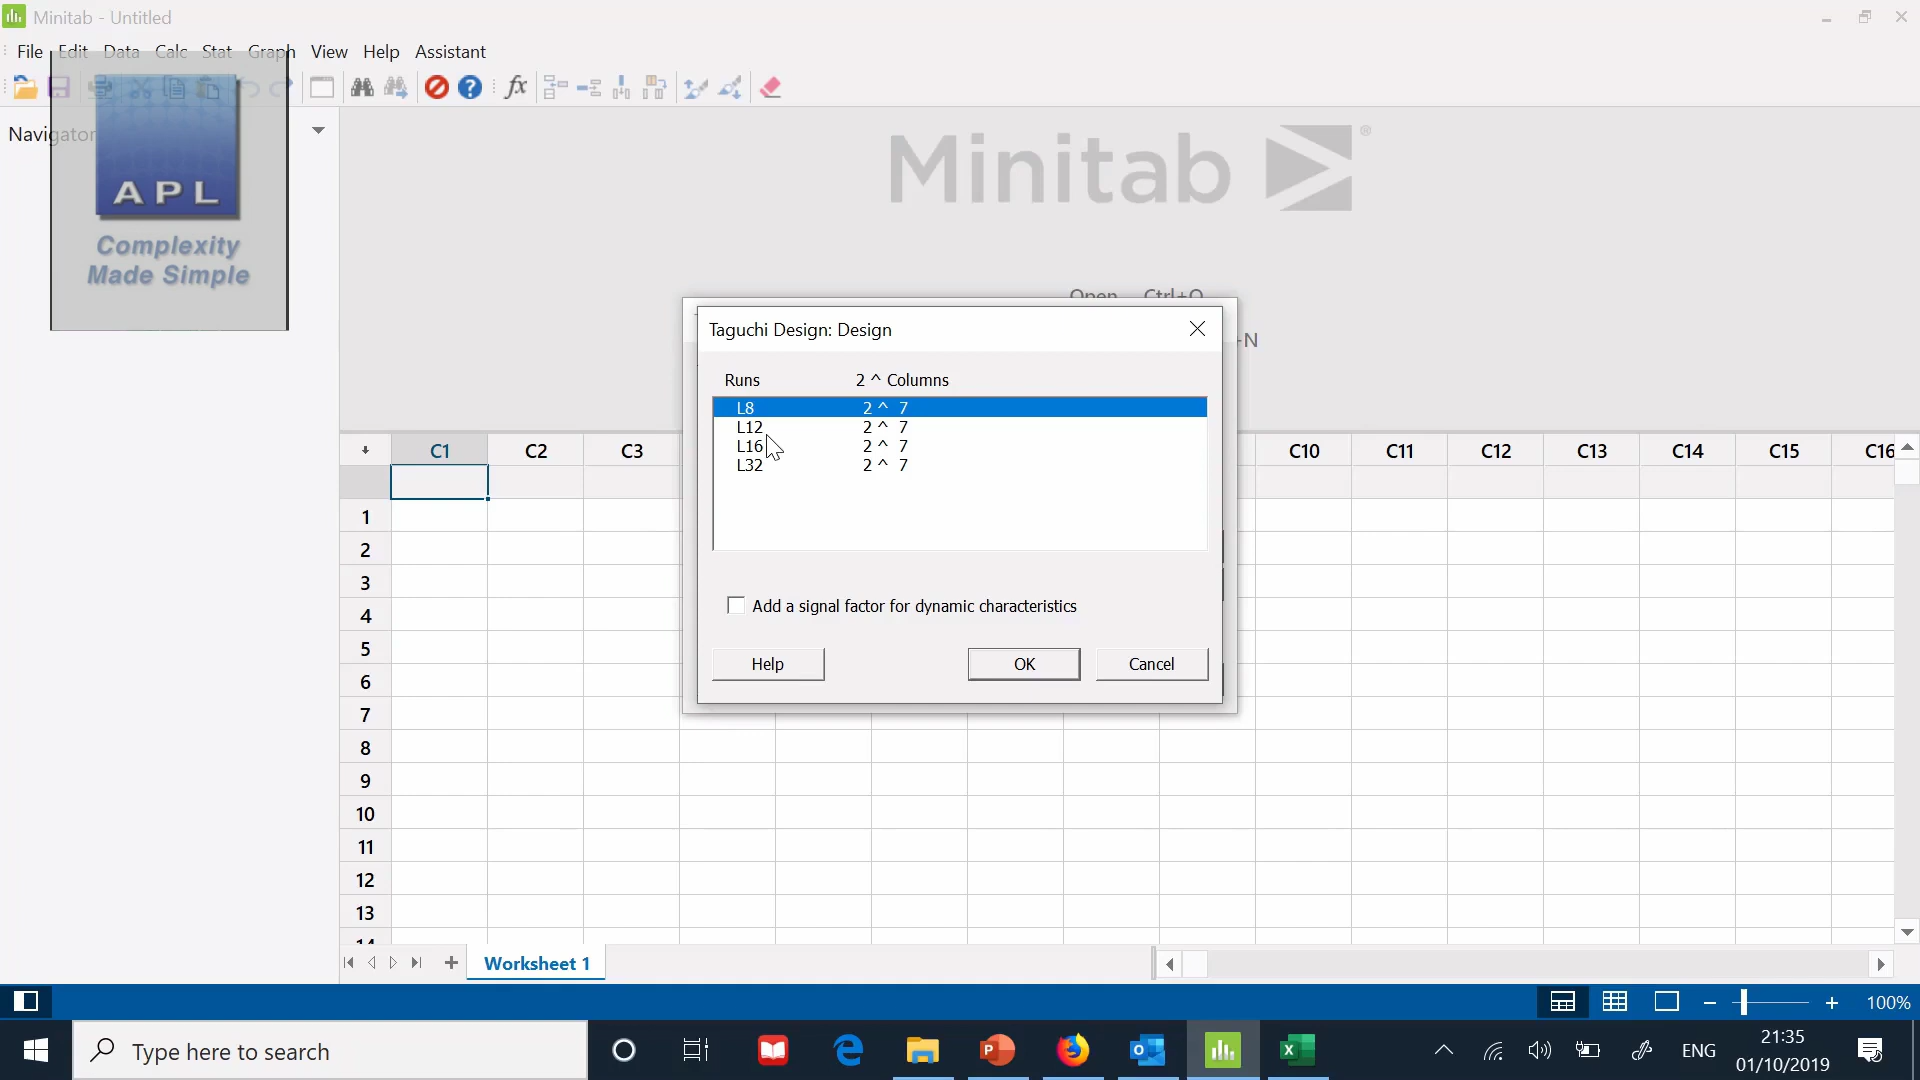 Minitab - Untitled
File Edit Data Calc Stat Graph View Help Assistant
Navigator
APL
Complexity
Made Simple
Minitab ®
Open Ctrl+O
-N
Taguchi Design: Design
Runs 2 ^ Columns
L8 2 ^ 7
L12 2 ^ 7
L16 2 ^ 7
L32 2 ^ 7
Add a signal factor for dynamic characteristics
Help OK Cancel
C1 C2 C3 C10 C11 C12 C13 C14 C15 C16
1
2
3
4
5
6
7
8
9
10
11
12
13
14
Worksheet 1
100%
Type here to search
ENG
21:35
01/10/2019